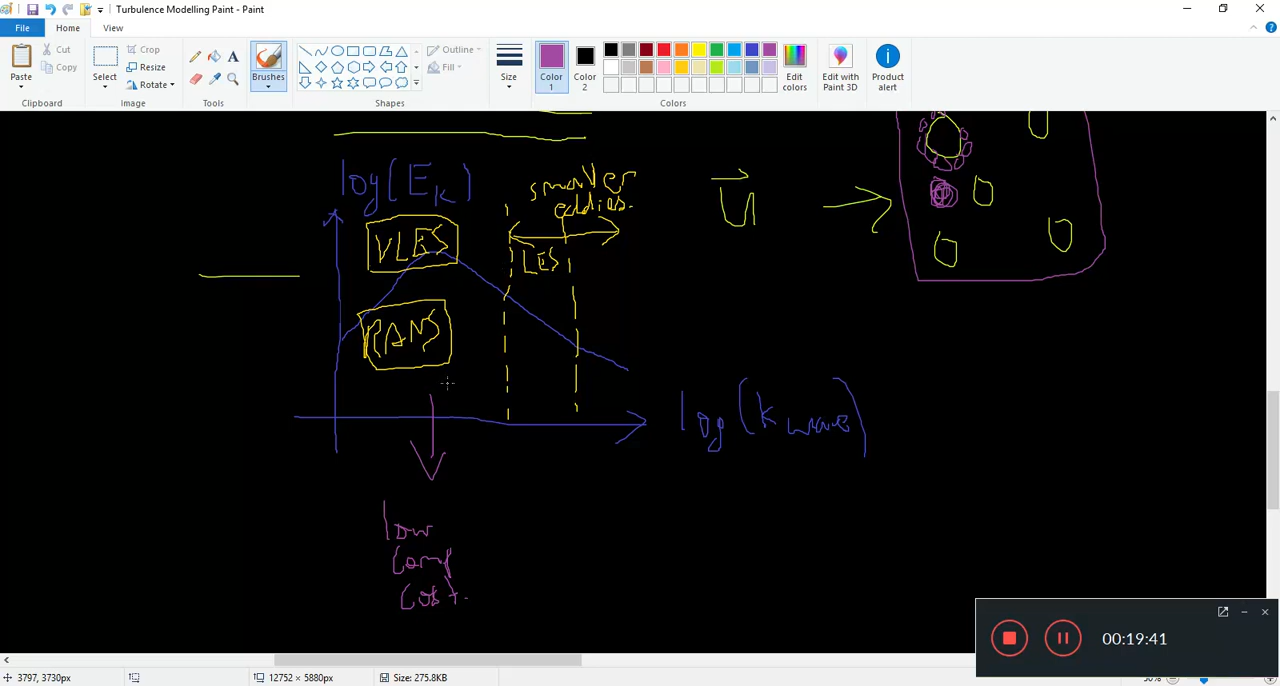 Turbulence Modelling Paint - Paint
File Home View
Paste Cut Copy
Clipboard
Select Crop Resize Rotate
Image
A
Tools
Brushes
Outline Fill
Shapes
Size
Color 1
Color 2
Edit colors
Colors
Edit with Paint 3D
Product alert
log(Ek)
smaller
eddies.
VLES
LES
RANS
U
log(k wave)
low
Comp
Cost
00:19:41
3797, 3730px
12752 × 5880px
Size: 275.8KB
50%